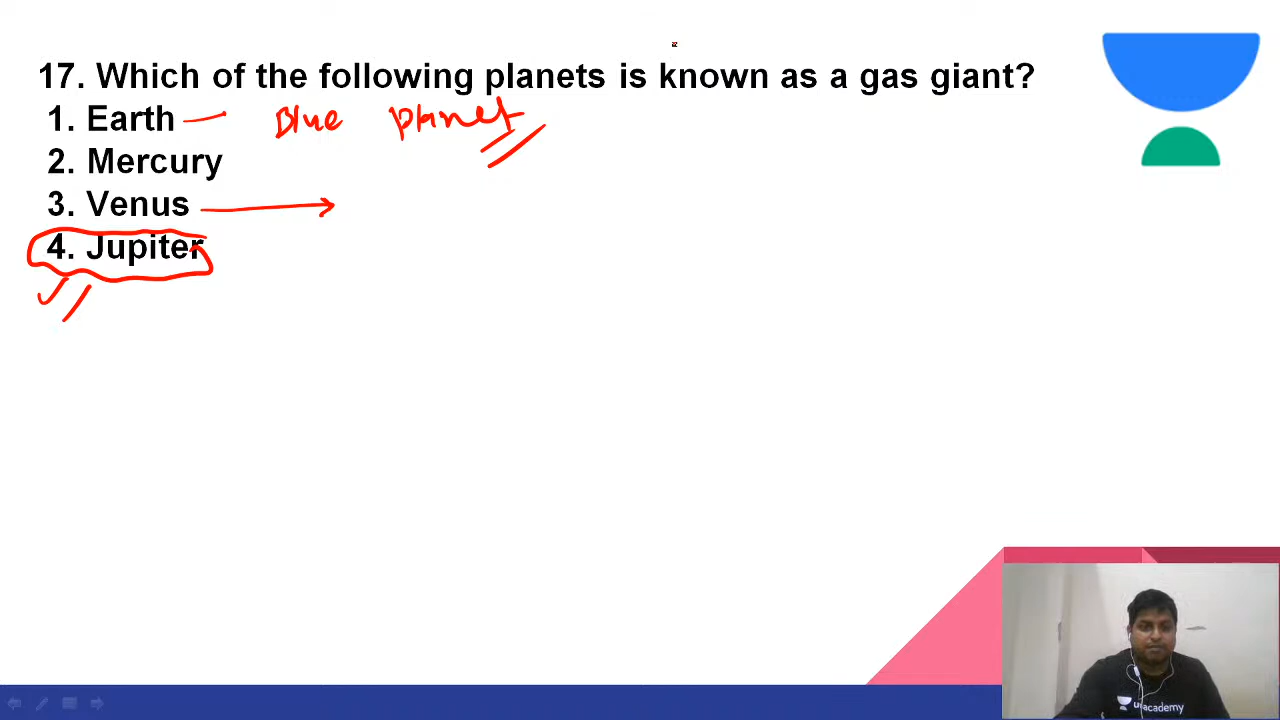 17. Which of the following planets is known as a gas giant?
1. Earth — Blue planet
2. Mercury
3. Venus →
4. Jupiter
unacademy